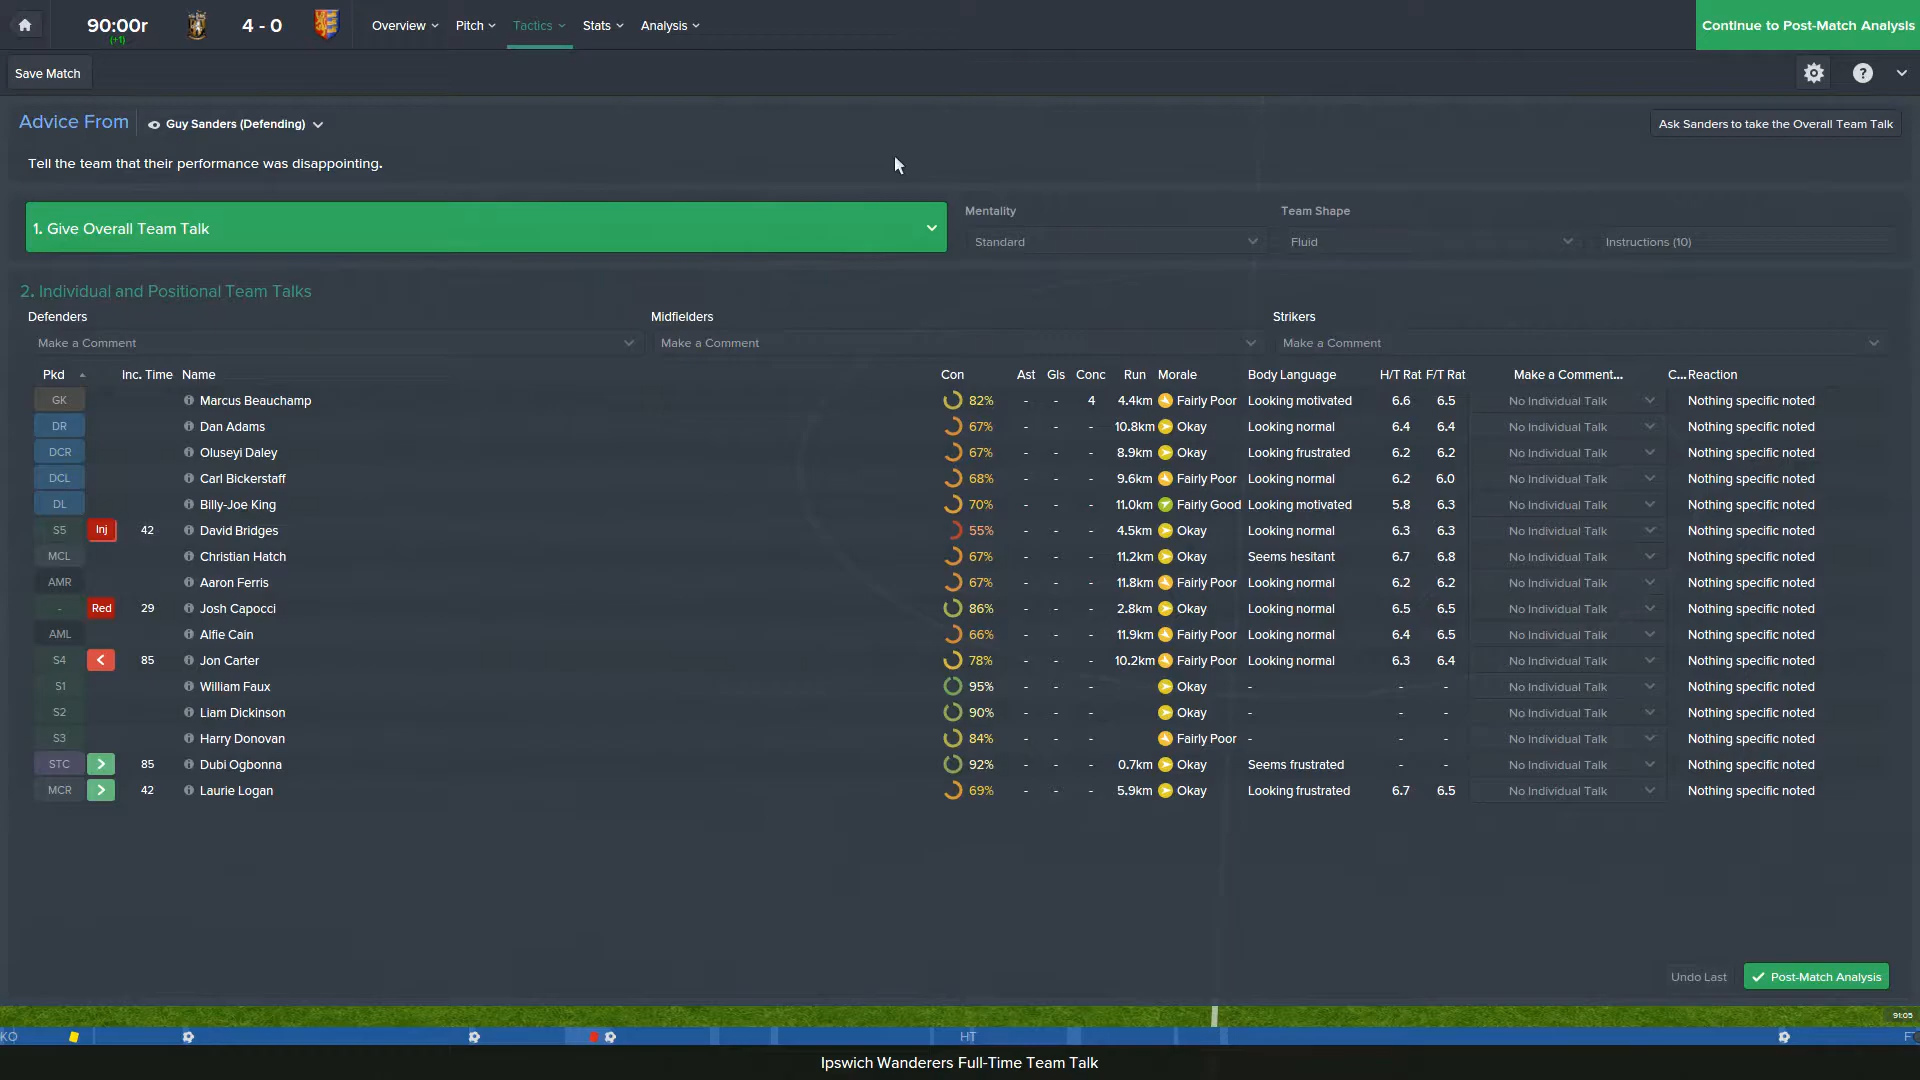 90:00r
(+1)
4 - 0
Overview
Pitch
Tactics
Stats
Analysis
Continue to Post-Match Analysis
Save Match
?
Advice From
Guy Sanders (Defending)
Ask Sanders to take the Overall Team Talk
Tell the team that their performance was disappointing.
Mentality Team Shape
1. Give Overall Team Talk
Standard Fluid Instructions (10)
2. Individual and Positional Team Talks
Defenders Midfielders Strikers
Make a Comment Make a Comment Make a Comment
Pkd Inc. Time Name Con Ast Gls Conc Run Morale Body Language H/T Rat F/T Rat Make a Comment... C... Reaction
GK Marcus Beauchamp 82% - - 4 4.4km Fairly Poor Looking motivated 6.6 6.5 No Individual Talk Nothing specific noted
DR Dan Adams 67% - - - 10.8km Okay Looking normal 6.4 6.4 No Individual Talk Nothing specific noted
DCR Oluseyi Daley 67% - - - 8.9km Okay Looking frustrated 6.2 6.2 No Individual Talk Nothing specific noted
DCL Carl Bickerstaff 68% - - - 9.6km Fairly Poor Looking normal 6.2 6.0 No Individual Talk Nothing specific noted
DL Billy-Joe King 70% - - - 11.0km Fairly Good Looking motivated 5.8 6.3 No Individual Talk Nothing specific noted
S5 Inj 42 David Bridges 55% - - - 4.5km Okay Looking normal 6.3 6.3 No Individual Talk Nothing specific noted
MCL Christian Hatch 67% - - - 11.2km Okay Seems hesitant 6.7 6.8 No Individual Talk Nothing specific noted
AMR Aaron Ferris 67% - - - 11.8km Fairly Poor Looking normal 6.2 6.2 No Individual Talk Nothing specific noted
- Red 29 Josh Capocci 86% - - - 2.8km Okay Looking normal 6.5 6.5 No Individual Talk Nothing specific noted
AML Alfie Cain 66% - - - 11.9km Fairly Poor Looking normal 6.4 6.5 No Individual Talk Nothing specific noted
S4 85 Jon Carter 78% - - - 10.2km Fairly Poor Looking normal 6.3 6.4 No Individual Talk Nothing specific noted
S1 William Faux 95% - - - Okay - - - No Individual Talk Nothing specific noted
S2 Liam Dickinson 90% - - - Okay - - - No Individual Talk Nothing specific noted
S3 Harry Donovan 84% - - - Fairly Poor - - - No Individual Talk Nothing specific noted
STC 85 Dubi Ogbonna 92% - - - 0.7km Okay Seems frustrated - - No Individual Talk Nothing specific noted
MCR 42 Laurie Logan 69% - - - 5.9km Okay Looking frustrated 6.7 6.5 No Individual Talk Nothing specific noted
Undo Last
Post-Match Analysis
91:05
KO HT
Ipswich Wanderers Full-Time Team Talk